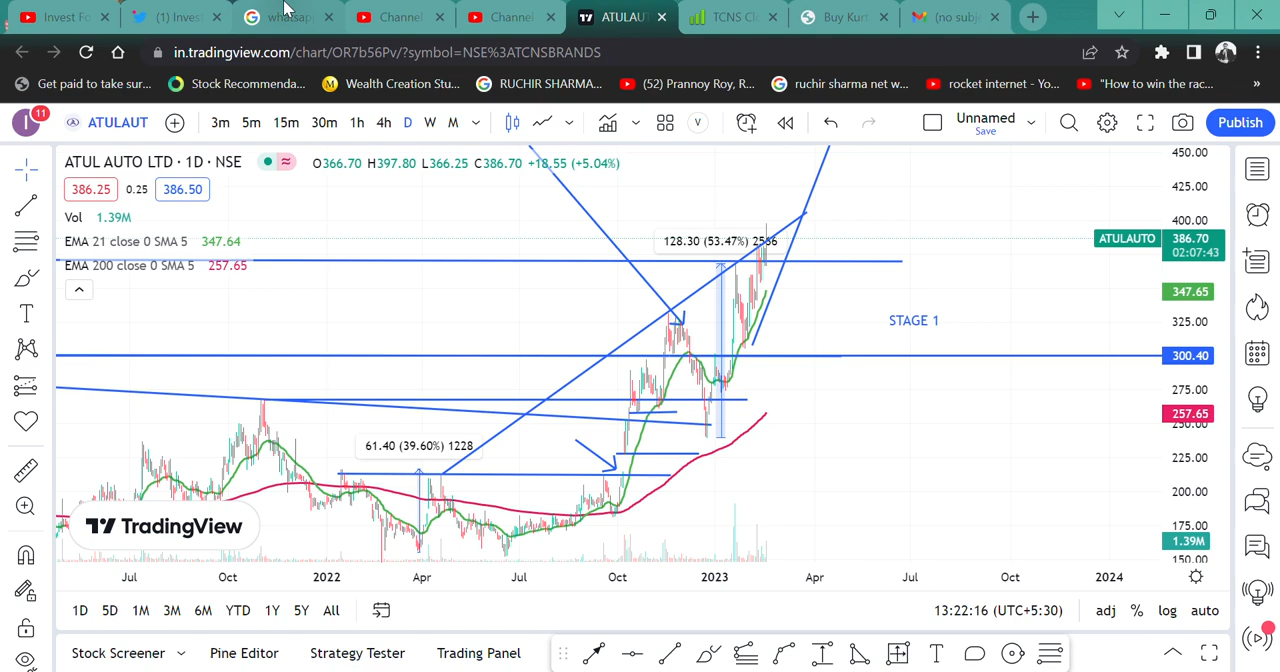 Invest Fo
(1) Invest
whatsap
Channel
Channel
ATULAU
TCNS Cl
Buy Kurt
(no subj
in.tradingview.com/chart/OR7b56Pv/?symbol=NSE%3ATCNSBRANDS
Get paid to take sur...
Stock Recommenda...
Wealth Creation Stu...
RUCHIR SHARMA...
(52) Prannoy Roy, R...
ruchir sharma net w...
rocket internet - Yo...
"How to win the rac...
»
I
11
ATULAUT
3m 5m 15m 30m 1h 4h D W M
V
Unnamed
Save
Publish
ATUL AUTO LTD · 1D · NSE
O366.70 H397.80 L366.25 C386.70 +18.55 (+5.04%)
386.25 0.25 386.50
Vol 1.39M
EMA 21 close 0 SMA 5 347.64
EMA 200 close 0 SMA 5 257.65
128.30 (53.47%) 2566
61.40 (39.60%) 1228
STAGE 1
450.00
425.00
400.00
ATULAUTO 386.70
02:07:43
347.65
325.00
300.40
275.00
257.65
250.00
225.00
200.00
175.00
1.39M
150.00
TradingView
Jul Oct 2022 Apr Jul Oct 2023 Apr Jul Oct 2024
1D 5D 1M 3M 6M YTD 1Y 5Y All
13:22:16 (UTC+5:30)
adj % log auto
Stock Screener
Pine Editor
Strategy Tester
Trading Panel